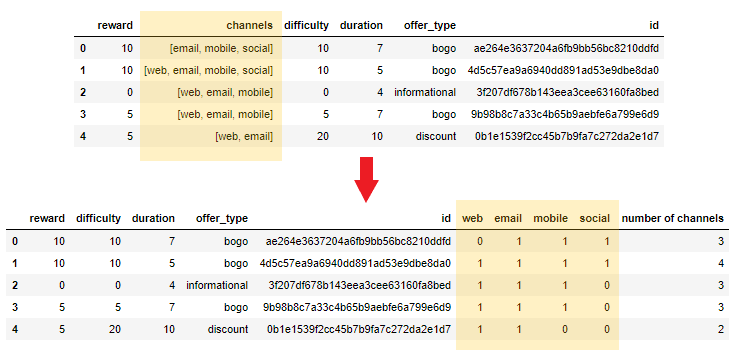 reward channels difficulty duration offer_type id
0 10 [email, mobile, social] 10 7 bogo ae264e3637204a6fb9bb56bc8210ddfd
1 10 [web, email, mobile, social] 10 5 bogo 4d5c57ea9a6940dd891ad53e9dbe8da0
2 0 [web, email, mobile] 0 4 informational 3f207df678b143eea3cee63160fa8bed
3 5 [web, email, mobile] 5 7 bogo 9b98b8c7a33c4b65b9aebfe6a799e6d9
4 5 [web, email] 20 10 discount 0b1e1539f2cc45b7b9fa7c272da2e1d7
reward difficulty duration offer_type id web email mobile social number of channels
0 10 10 7 bogo ae264e3637204a6fb9bb56bc8210ddfd 0 1 1 1 3
1 10 10 5 bogo 4d5c57ea9a6940dd891ad53e9dbe8da0 1 1 1 1 4
2 0 0 4 informational 3f207df678b143eea3cee63160fa8bed 1 1 1 0 3
3 5 5 7 bogo 9b98b8c7a33c4b65b9aebfe6a799e6d9 1 1 1 0 3
4 5 20 10 discount 0b1e1539f2cc45b7b9fa7c272da2e1d7 1 1 0 0 2